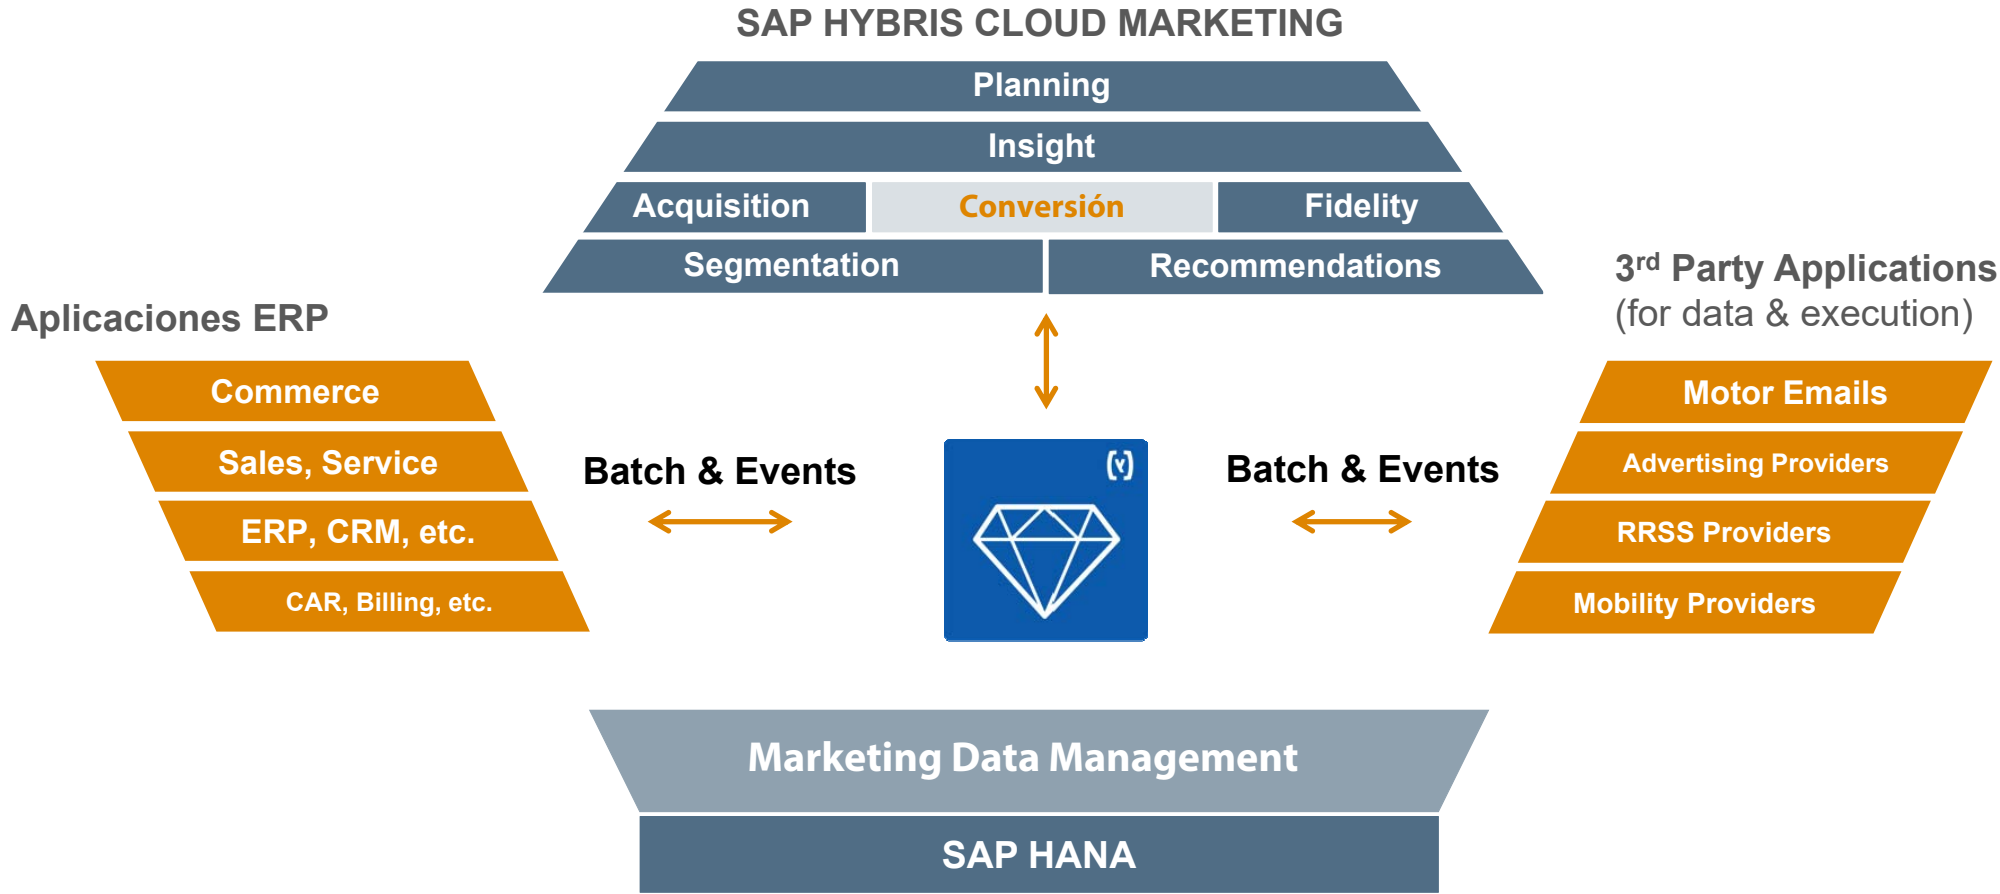 SAP HYBRIS CLOUD MARKETING
Planning
Insight
Acquisition
Conversión
Fidelity
Segmentation
Recommendations
Aplicaciones ERP
Commerce
Sales, Service
ERP, CRM, etc.
CAR, Billing, etc.
Batch & Events
Batch & Events
3rd Party Applications
(for data & execution)
Motor Emails
Advertising Providers
RRSS Providers
Mobility Providers
Marketing Data Management
SAP HANA